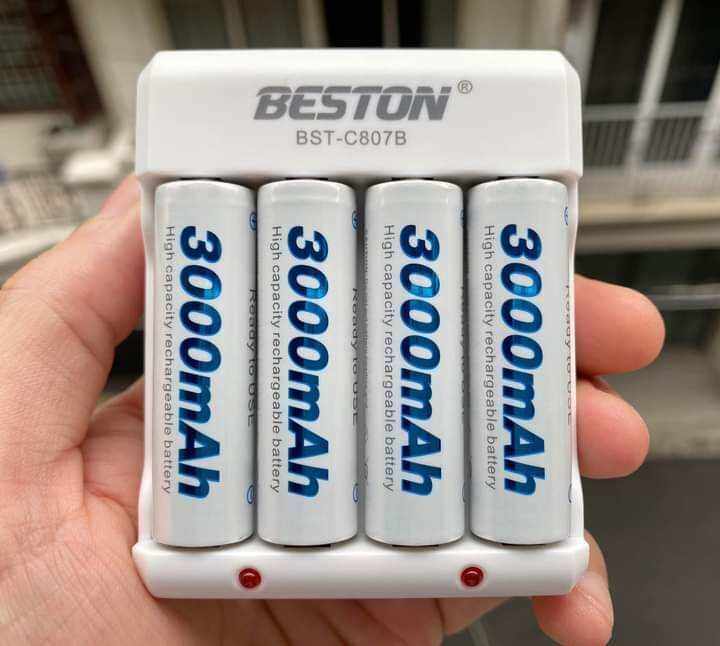 BESTON®
BST-C807B
3000mAh
High capacity rechargeable battery
Ready to USE
3000mAh
High capacity rechargeable battery
Ready to USE
3000mAh
High capacity rechargeable battery
3000mAh
High capacity rechargeable battery
Ready to USE